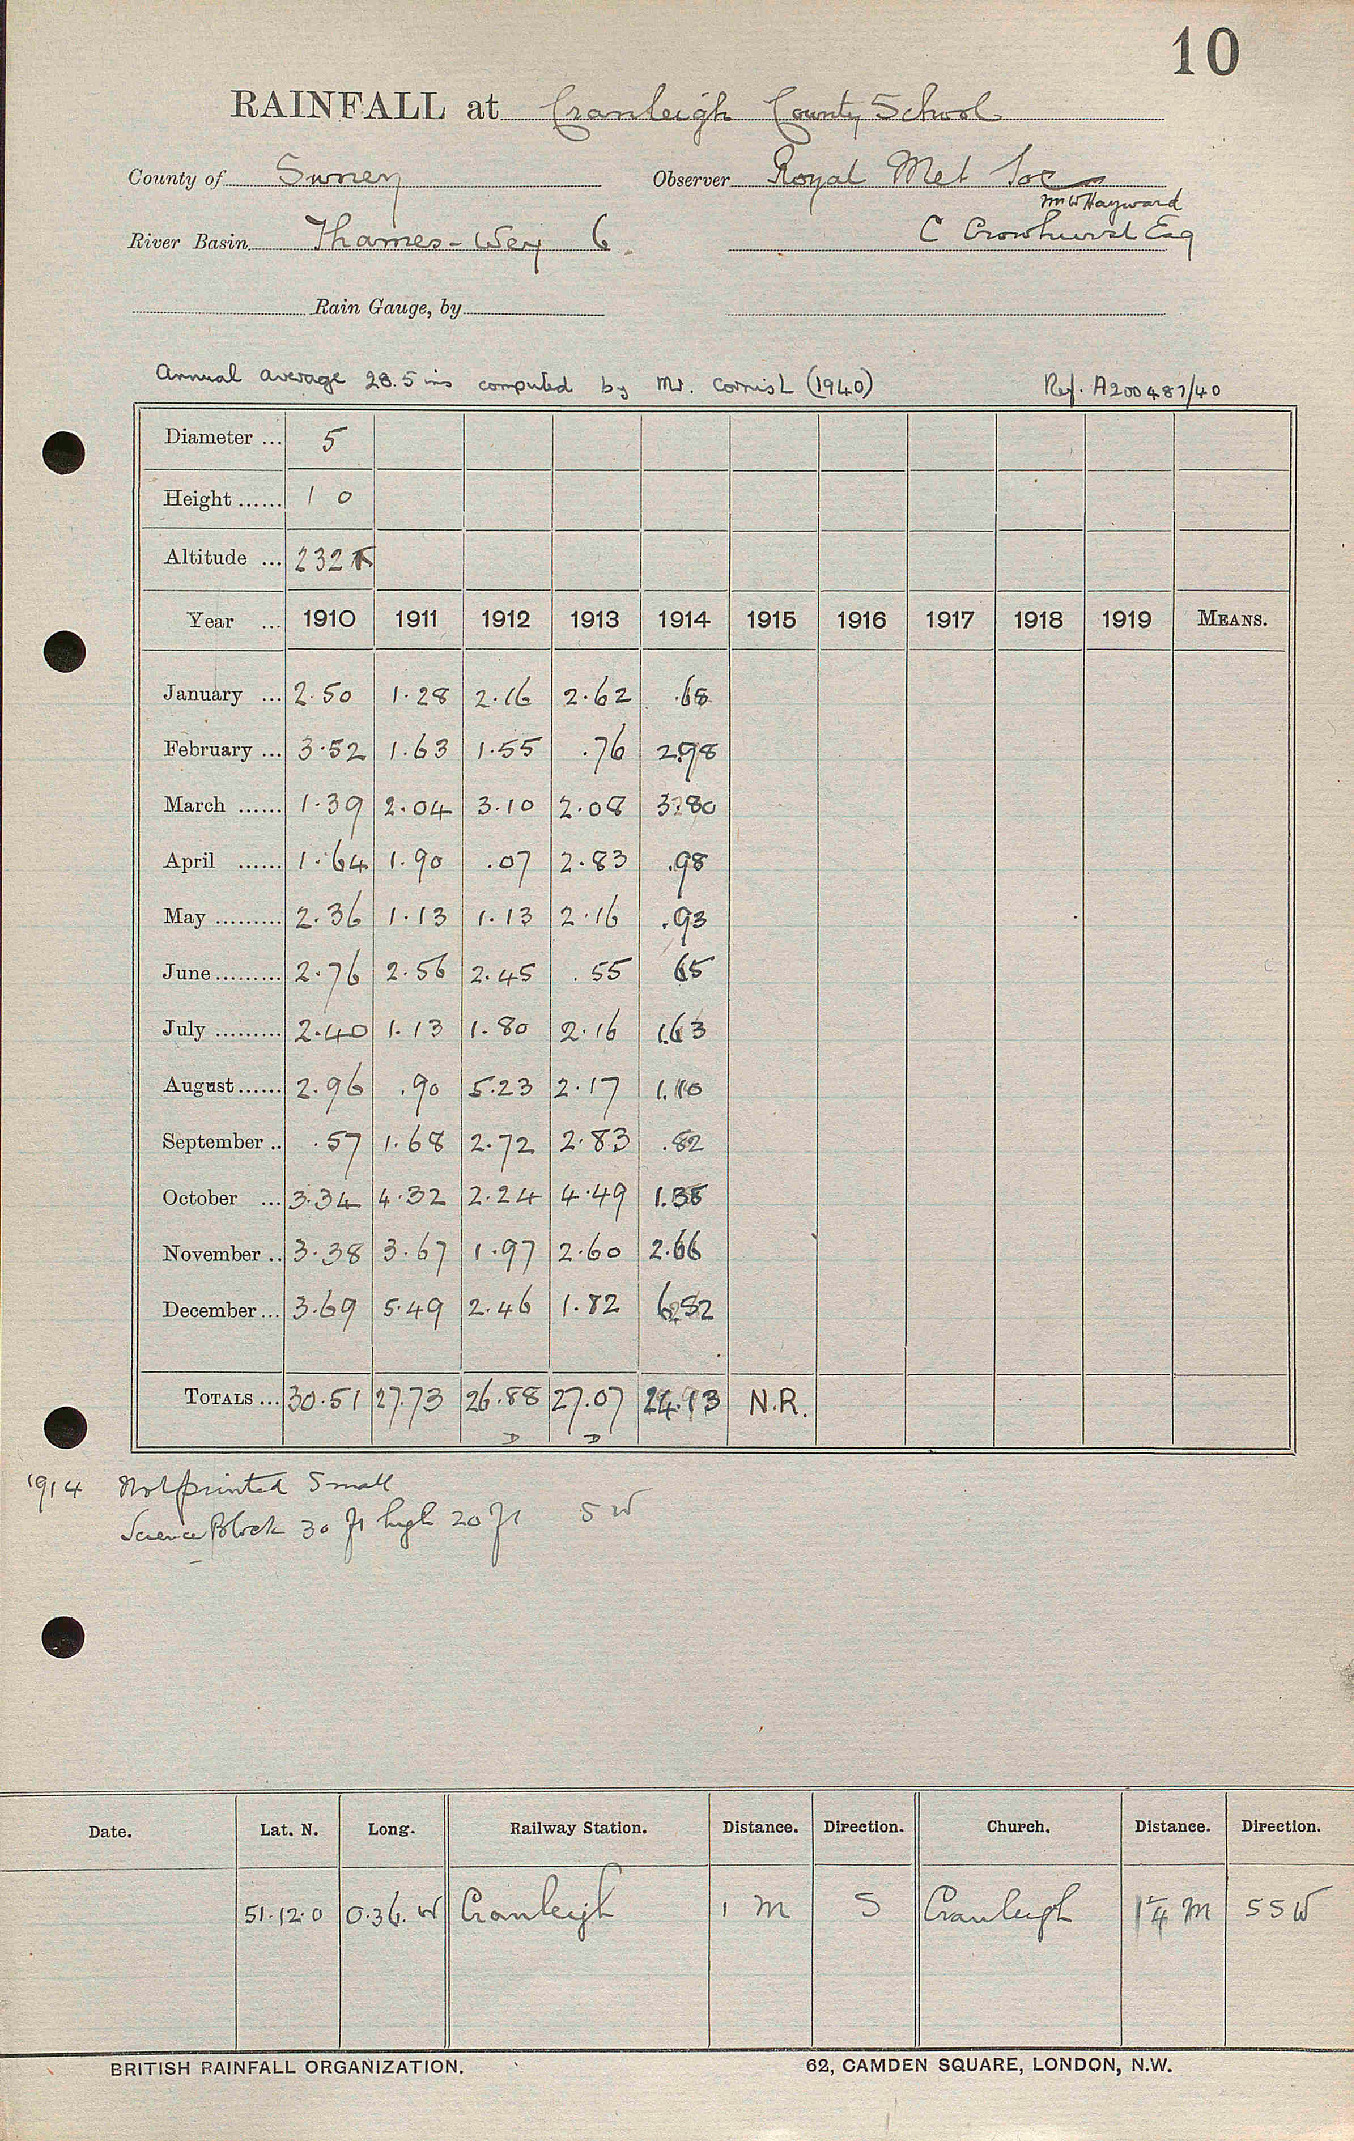 10
RAINFALL at Cranleigh County School
County of Surrey Observer Royal Met Soc
Mr W Hayward
River Basin Thames - Wey 6. C Crowhurst Esq
Rain Gauge, by
Annual average 28.5 ins computed by Mr. Cornish (1940) Ref. A200487/40
Diameter ... 5
Height ...... 1 0
Altitude ... 232 ft
Year ... 1910 1911 1912 1913 1914 1915 1916 1917 1918 1919 MEANS.
January ... 2.50 1.28 2.16 2.62 .68
February ... 3.52 1.63 1.55 .76 2.98
March ...... 1.39 2.04 3.10 2.08 3.80
April ...... 1.64 1.90 .07 2.83 .98
May ......... 2.36 1.13 1.13 2.16 .93
June ......... 2.76 2.56 2.45 .55 65
July ......... 2.40 1.13 1.80 2.16 1.63
August ...... 2.96 .90 5.23 2.17 1.10
September .. .57 1.68 2.72 2.83 .82
October ... 3.34 4.32 2.24 4.49 1.38
November .. 3.38 3.67 1.97 2.60 2.66
December ... 3.69 5.49 2.46 1.82 6.52
TOTALS ... 30.51 27.73 26.88 27.07 24.13 N.R.
D D
1914 Not printed Small
Science Block 30 ft high 20 ft SW
Date. Lat. N. Long. Railway Station. Distance. Direction. Church. Distance. Direction.
51.12.0 0.36.W Cranleigh 1 M S Cranleigh 1¼ M SSW
BRITISH RAINFALL ORGANIZATION. 62, CAMDEN SQUARE, LONDON, N.W.